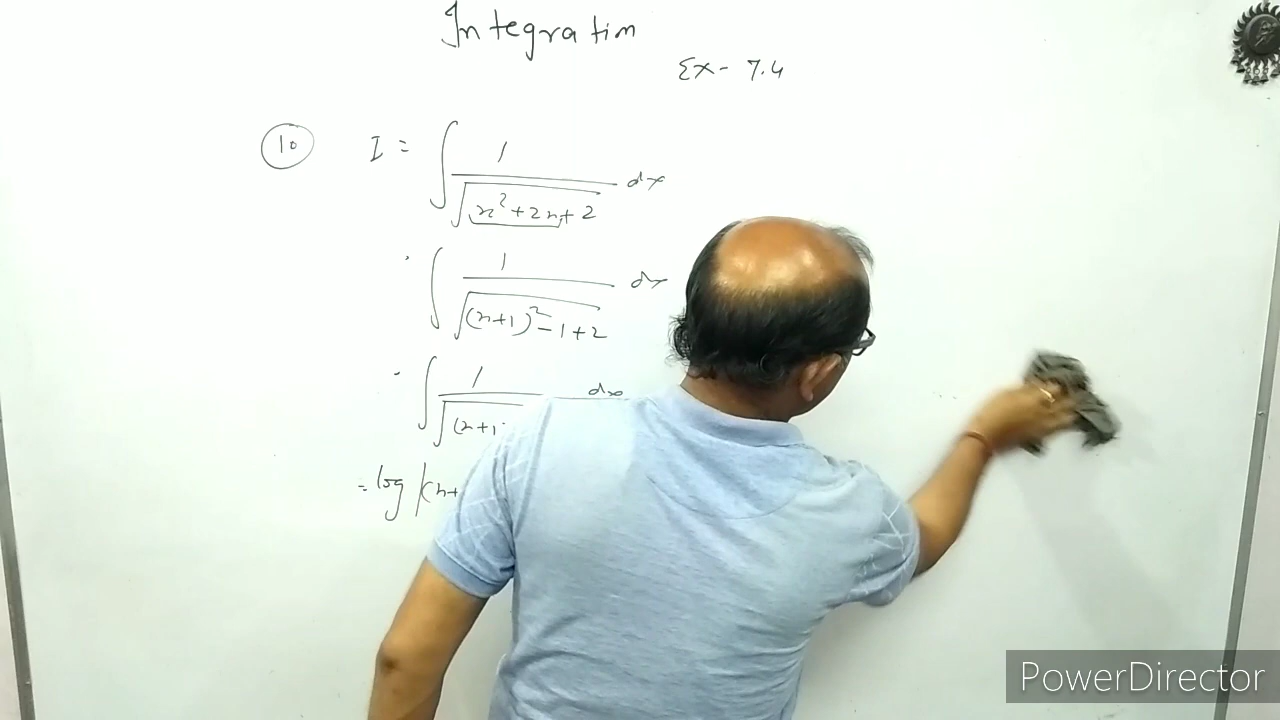 Integration
Ex - 7.4
10 I = ∫ 1/√(x²+2x+2) dx
∫ 1/√((x+1)²-1+2) dx
∫ 1/√((x+1 dx
= log |(x+
PowerDirector